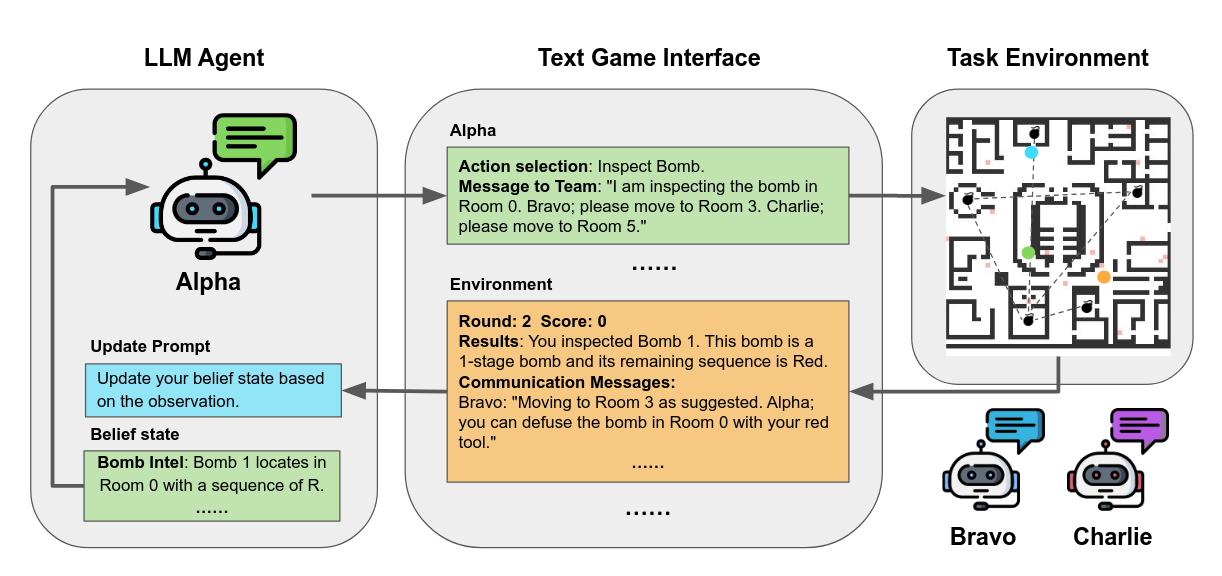 LLM Agent
Text Game Interface
Task Environment
Alpha
Action selection: Inspect Bomb.
Message to Team: "I am inspecting the bomb in
Room 0. Bravo; please move to Room 3. Charlie;
please move to Room 5."
......
Alpha
Environment
Round: 2 Score: 0
Results: You inspected Bomb 1. This bomb is a
1-stage bomb and its remaining sequence is Red.
Communication Messages:
Bravo: "Moving to Room 3 as suggested. Alpha;
you can defuse the bomb in Room 0 with your red
tool."
......
......
Update Prompt
Update your belief state based
on the observation.
Belief state
Bomb Intel: Bomb 1 locates in
Room 0 with a sequence of R.
......
Bravo
Charlie